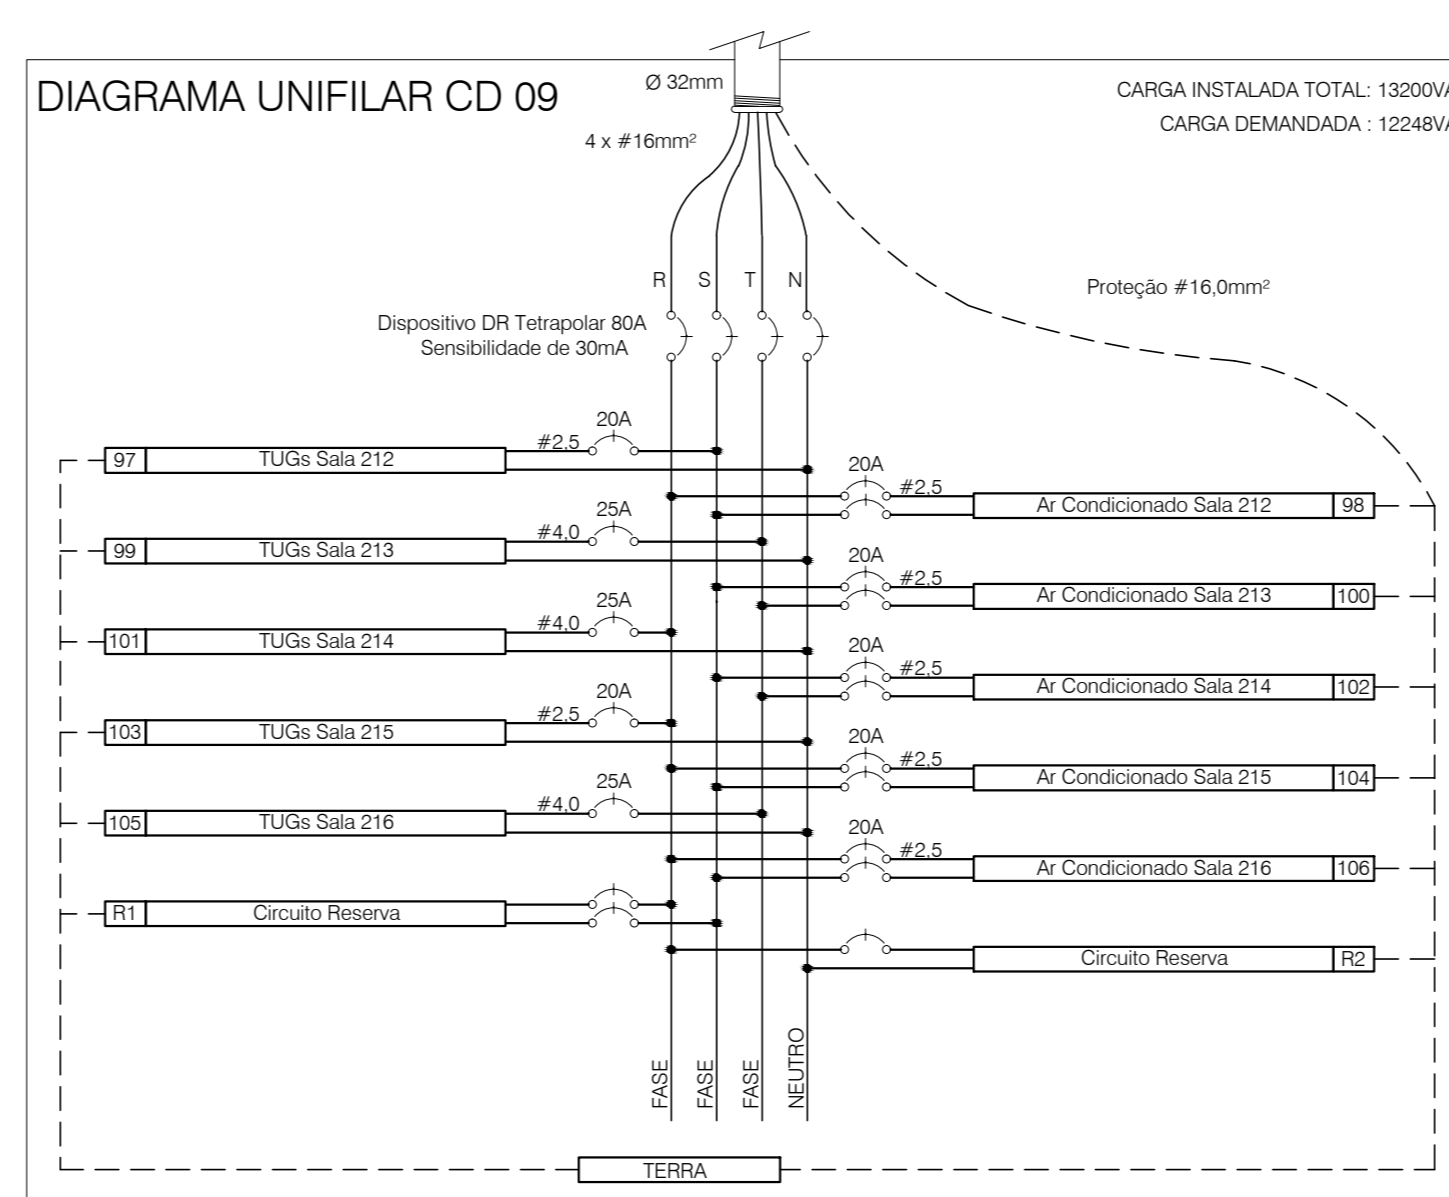 DIAGRAMA UNIFILAR CD 09
Ø 32mm
4 x #16mm²
CARGA INSTALADA TOTAL: 13200VA
CARGA DEMANDADA : 12248VA
R S T N
Proteção #16,0mm²
Dispositivo DR Tetrapolar 80A
Sensibilidade de 30mA
97 TUGs Sala 212 #2,5 20A
20A #2,5 Ar Condicionado Sala 212 98
99 TUGs Sala 213 #4,0 25A
20A #2,5 Ar Condicionado Sala 213 100
101 TUGs Sala 214 #4,0 25A
20A #2,5 Ar Condicionado Sala 214 102
103 TUGs Sala 215 #2,5 20A
20A #2,5 Ar Condicionado Sala 215 104
105 TUGs Sala 216 #4,0 25A
20A #2,5 Ar Condicionado Sala 216 106
R1 Circuito Reserva
Circuito Reserva R2
FASE
FASE
FASE
NEUTRO
TERRA